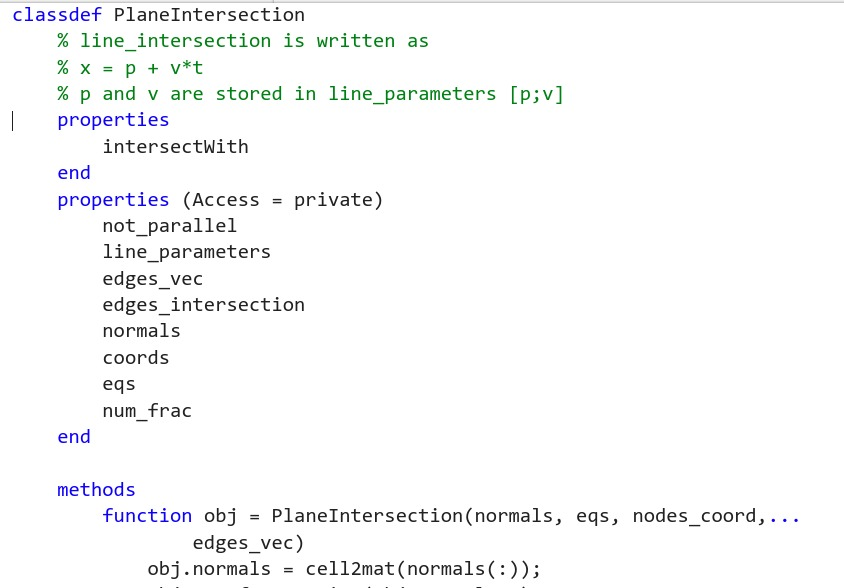 classdef PlaneIntersection
% line_intersection is written as
% x = p + v*t
% p and v are stored in line_parameters [p;v]
properties
intersectWith
end
properties (Access = private)
not_parallel
line_parameters
edges_vec
edges_intersection
normals
coords
eqs
num_frac
end
methods
function obj = PlaneIntersection(normals, eqs, nodes_coord,...
edges_vec)
obj.normals = cell2mat(normals(:));